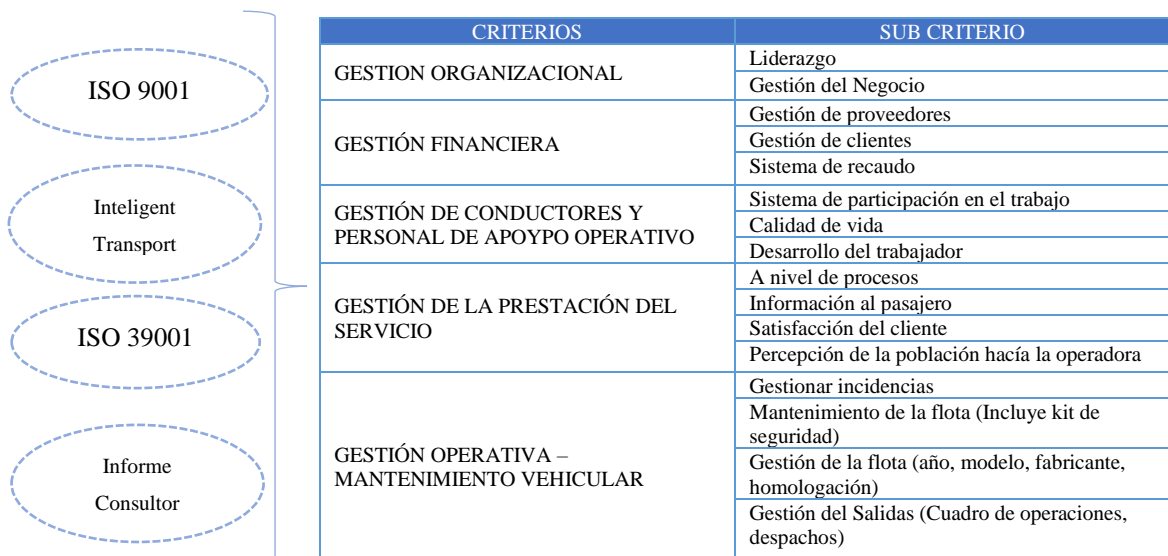 ISO 9001
Inteligent
Transport
ISO 39001
Informe
Consultor
CRITERIOS
SUB CRITERIO
GESTION ORGANIZACIONAL
Liderazgo
Gestión del Negocio
GESTIÓN FINANCIERA
Gestión de proveedores
Gestión de clientes
Sistema de recaudo
GESTIÓN DE CONDUCTORES Y
PERSONAL DE APOYPO OPERATIVO
Sistema de participación en el trabajo
Calidad de vida
Desarrollo del trabajador
GESTIÓN DE LA PRESTACIÓN DEL
SERVICIO
A nivel de procesos
Información al pasajero
Satisfacción del cliente
Percepción de la población hacía la operadora
GESTIÓN OPERATIVA –
MANTENIMIENTO VEHICULAR
Gestionar incidencias
Mantenimiento de la flota (Incluye kit de
seguridad)
Gestión de la flota (año, modelo, fabricante,
homologación)
Gestión del Salidas (Cuadro de operaciones,
despachos)